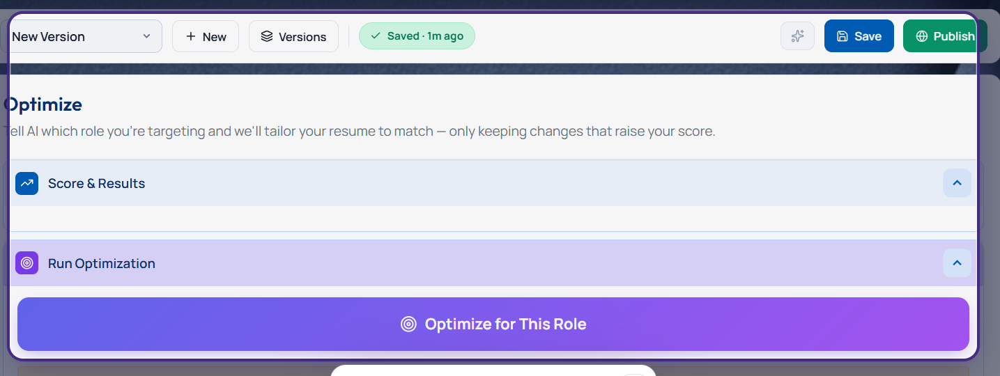 New Version
New
Versions
Saved · 1m ago
Save
Publish
Optimize
Tell AI which role you're targeting and we'll tailor your resume to match — only keeping changes that raise your score.
Score & Results
Run Optimization
Optimize for This Role